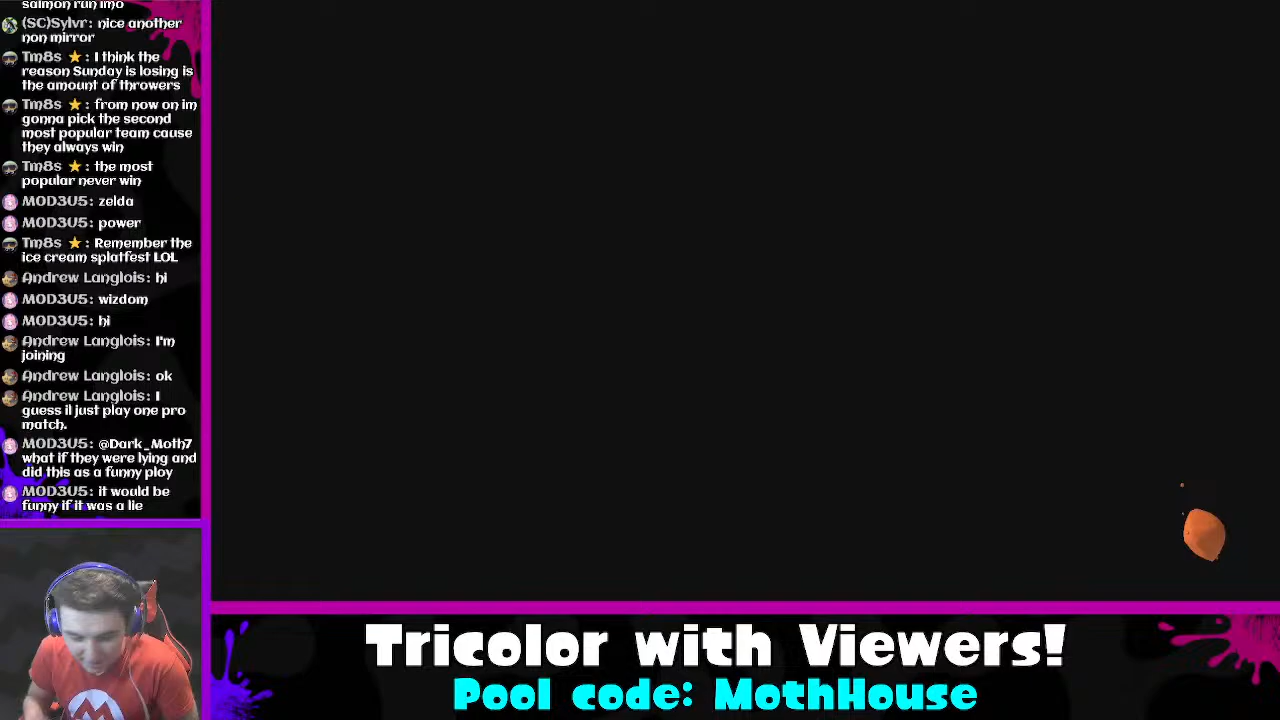 salmon run imo
(SC)Sylvr: nice another
non mirror
Tm8s ⭐: I think the
reason Sunday is losing is
the amount of throwers
Tm8s ⭐: from now on im
gonna pick the second
most popular team cause
they always win
Tm8s ⭐: the most
popular never win
MOD3U5: zelda
MOD3U5: power
Tm8s ⭐: Remember the
ice cream splatfest LOL
Andrew Langlois: hi
MOD3U5: wizdom
MOD3U5: hi
Andrew Langlois: I'm
joining
Andrew Langlois: ok
Andrew Langlois: I
guess il just play one pro
match.
MOD3U5: @Dark_Moth7
what if they were lying and
did this as a funny ploy
MOD3U5: it would be
funny if it was a lie
Tricolor with Viewers!
Pool code: MothHouse